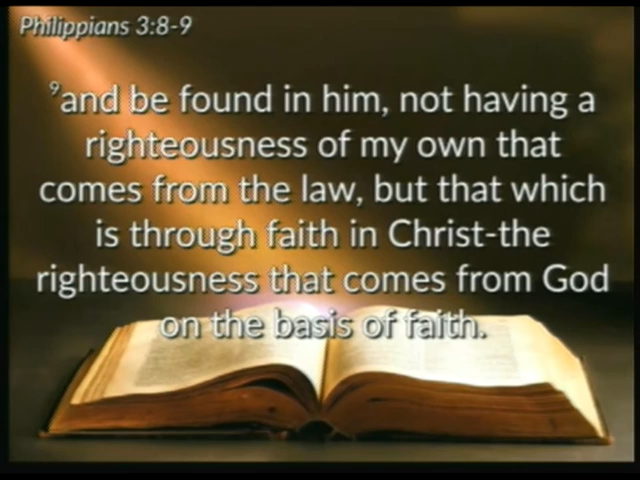 Philippians 3:8-9
⁹and be found in him, not having a
righteousness of my own that
comes from the law, but that which
is through faith in Christ-the
righteousness that comes from God
on the basis of faith.